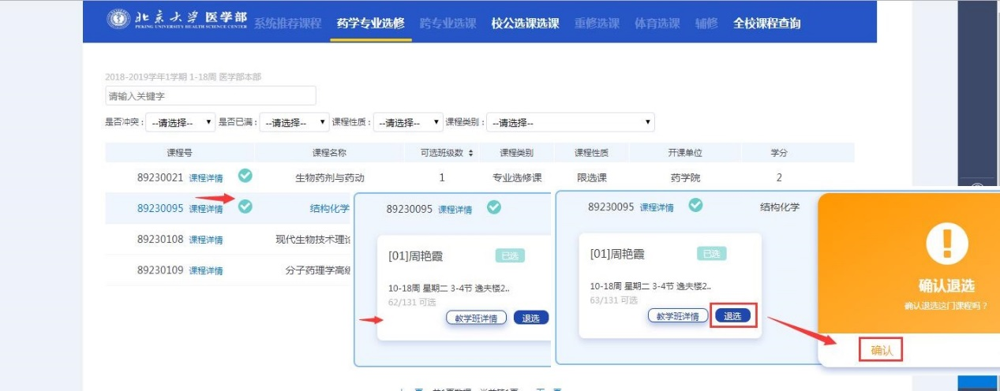 北京大学 医学部
PEKING UNIVERSITY HEALTH SCIENCE CENTER
系统推荐课程 药学专业选修 跨专业选课 校公选课选课 重修选课 体育选课 辅修 全校课程查询
2018-2019学年1学期 1-18周 医学部本部
请输入关键字
是否冲突: --请选择-- 是否已满: --请选择-- 课程性质: --请选择-- 课程类别: --请选择--
课程号 课程名称 可选班级数 课程类别 课程性质 开课单位 学分
89230021 课程详情 生物药剂与药动 1 专业选修课 限选课 药学院 2
89230095 课程详情 结构化学
89230108 课程详情 现代生物技术理论
89230109 课程详情 分子药理学高级
89230095 课程详情
[01]周艳霞 已选
10-18周 星期二 3-4节 逸夫楼2..
62/131 可选
教学班详情 退选
89230095 课程详情 结构化学
[01]周艳霞 已选
10-18周 星期二 3-4节 逸夫楼2..
63/131 可选
教学班详情 退选
确认退选
确认退选这门课程吗?
确认